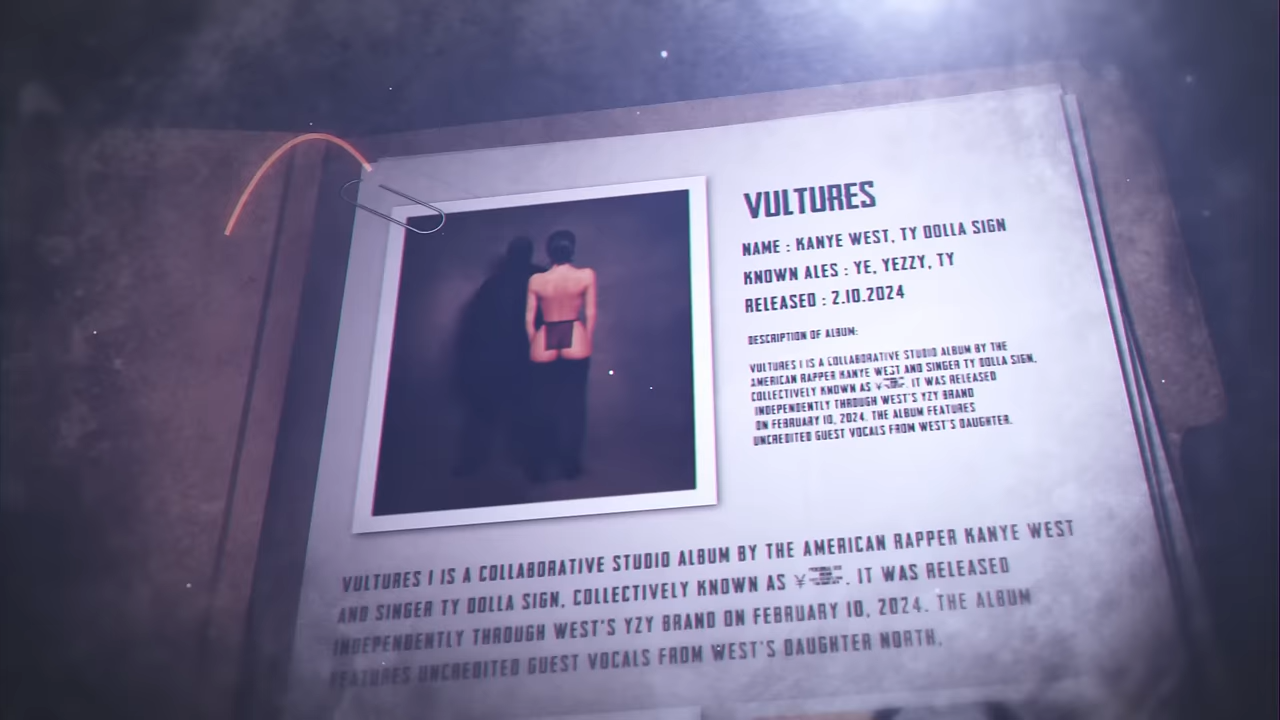 VULTURES
NAME : KANYE WEST, TY DOLLA SIGN
KNOWN ALES : YE, YEZZY, TY
RELEASED : 2.10.2024
DESCRIPTION OF ALBUM:
VULTURES 1 IS A COLLABORATIVE STUDIO ALBUM BY THE
AMERICAN RAPPER KANYE WEST AND SINGER TY DOLLA SIGN,
COLLECTIVELY KNOWN AS ¥. IT WAS RELEASED
INDEPENDENTLY THROUGH WEST'S YZY BRAND
ON FEBRUARY 10, 2024. THE ALBUM FEATURES
UNCREDITED GUEST VOCALS FROM WEST'S DAUGHTER.
VULTURES 1 IS A COLLABORATIVE STUDIO ALBUM BY THE AMERICAN RAPPER KANYE WEST
AND SINGER TY DOLLA SIGN, COLLECTIVELY KNOWN AS ¥. IT WAS RELEASED
INDEPENDENTLY THROUGH WEST'S YZY BRAND ON FEBRUARY 10, 2024. THE ALBUM
FEATURES UNCREDITED GUEST VOCALS FROM WEST'S DAUGHTER NORTH.